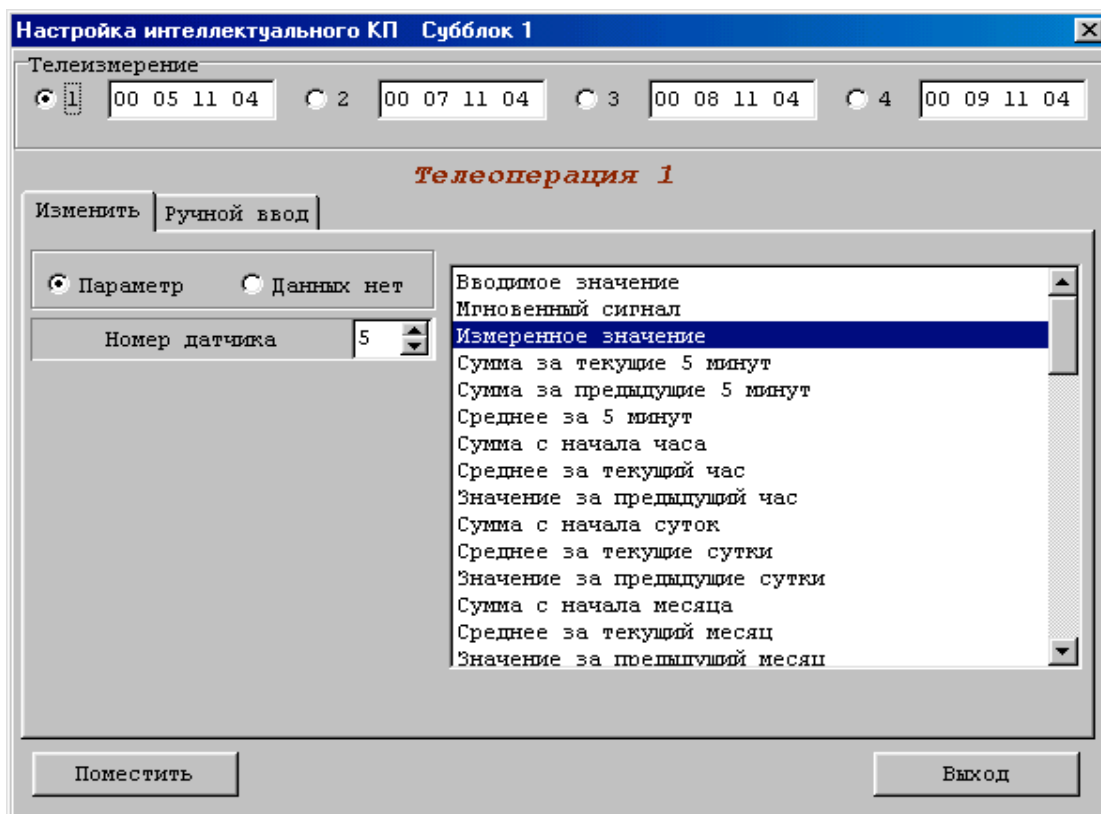 Настройка интеллектуального КП Субблок 1
Телеизмерение
1 00 05 11 04 2 00 07 11 04 3 00 08 11 04 4 00 09 11 04
Телеоперация 1
Изменить Ручной ввод
Параметр Данных нет
Номер датчика 5
Вводимое значение
Мгновенный сигнал
Измеренное значение
Сумма за текущие 5 минут
Сумма за предыдущие 5 минут
Среднее за 5 минут
Сумма с начала часа
Среднее за текущий час
Значение за предыдущий час
Сумма с начала суток
Среднее за текущие сутки
Значение за предыдущие сутки
Сумма с начала месяца
Среднее за текущий месяц
Значение за предыдущий месяц
Поместить Выход